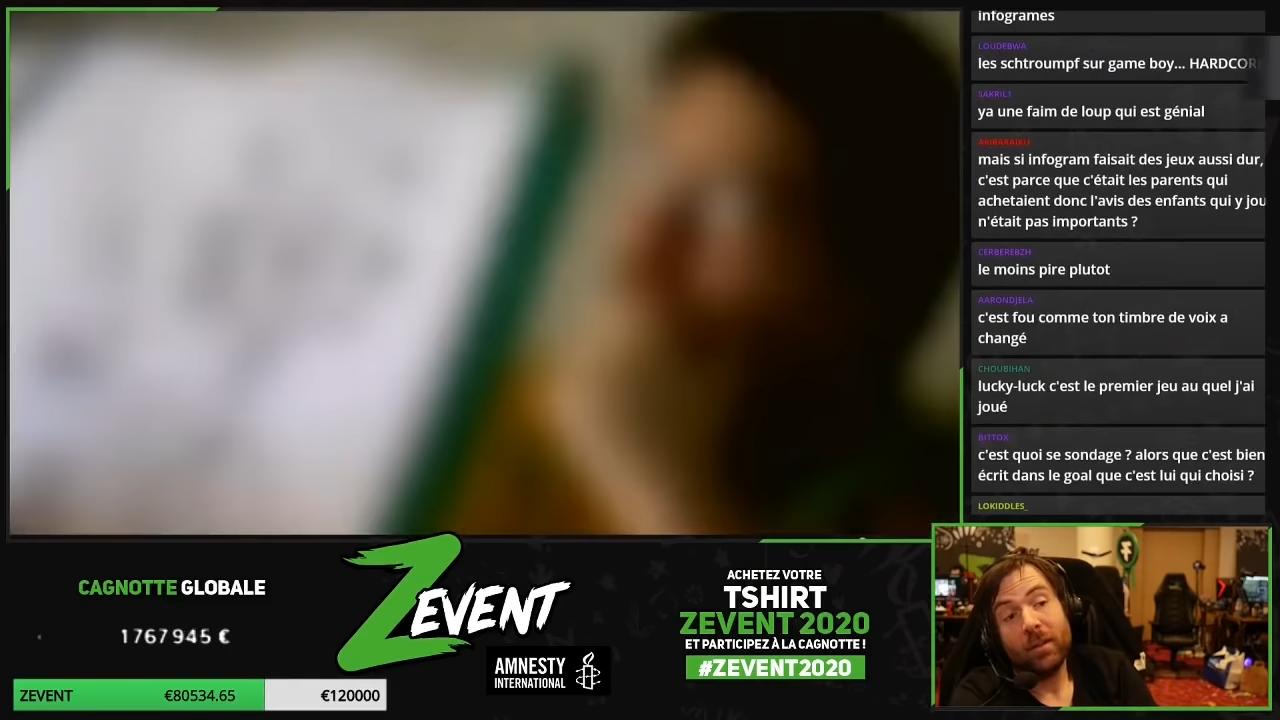 infogrames
LOUDEBWA
les schtroumpf sur game boy... HARDCOR
SAKRIL1
ya une faim de loup qui est génial
mais si infogram faisait des jeux aussi dur,
c'est parce que c'était les parents qui
achetaient donc l'avis des enfants qui y jou
n'était pas importants ?
CERBEREBZH
le moins pire plutot
AARONDJELA
c'est fou comme ton timbre de voix a
changé
CHOUBIHAN
lucky-luck c'est le premier jeu au quel j'ai
joué
BITTOX
c'est quoi se sondage ? alors que c'est bien
écrit dans le goal que c'est lui qui choisi ?
LOKIDDLES_
CAGNOTTE GLOBALE
1 767 945 €
ZEVENT €80534.65 €120000
ZEVENT
AMNESTY
INTERNATIONAL
ACHETEZ VOTRE
TSHIRT
ZEVENT 2020
ET PARTICIPEZ À LA CAGNOTTE !
#ZEVENT2020